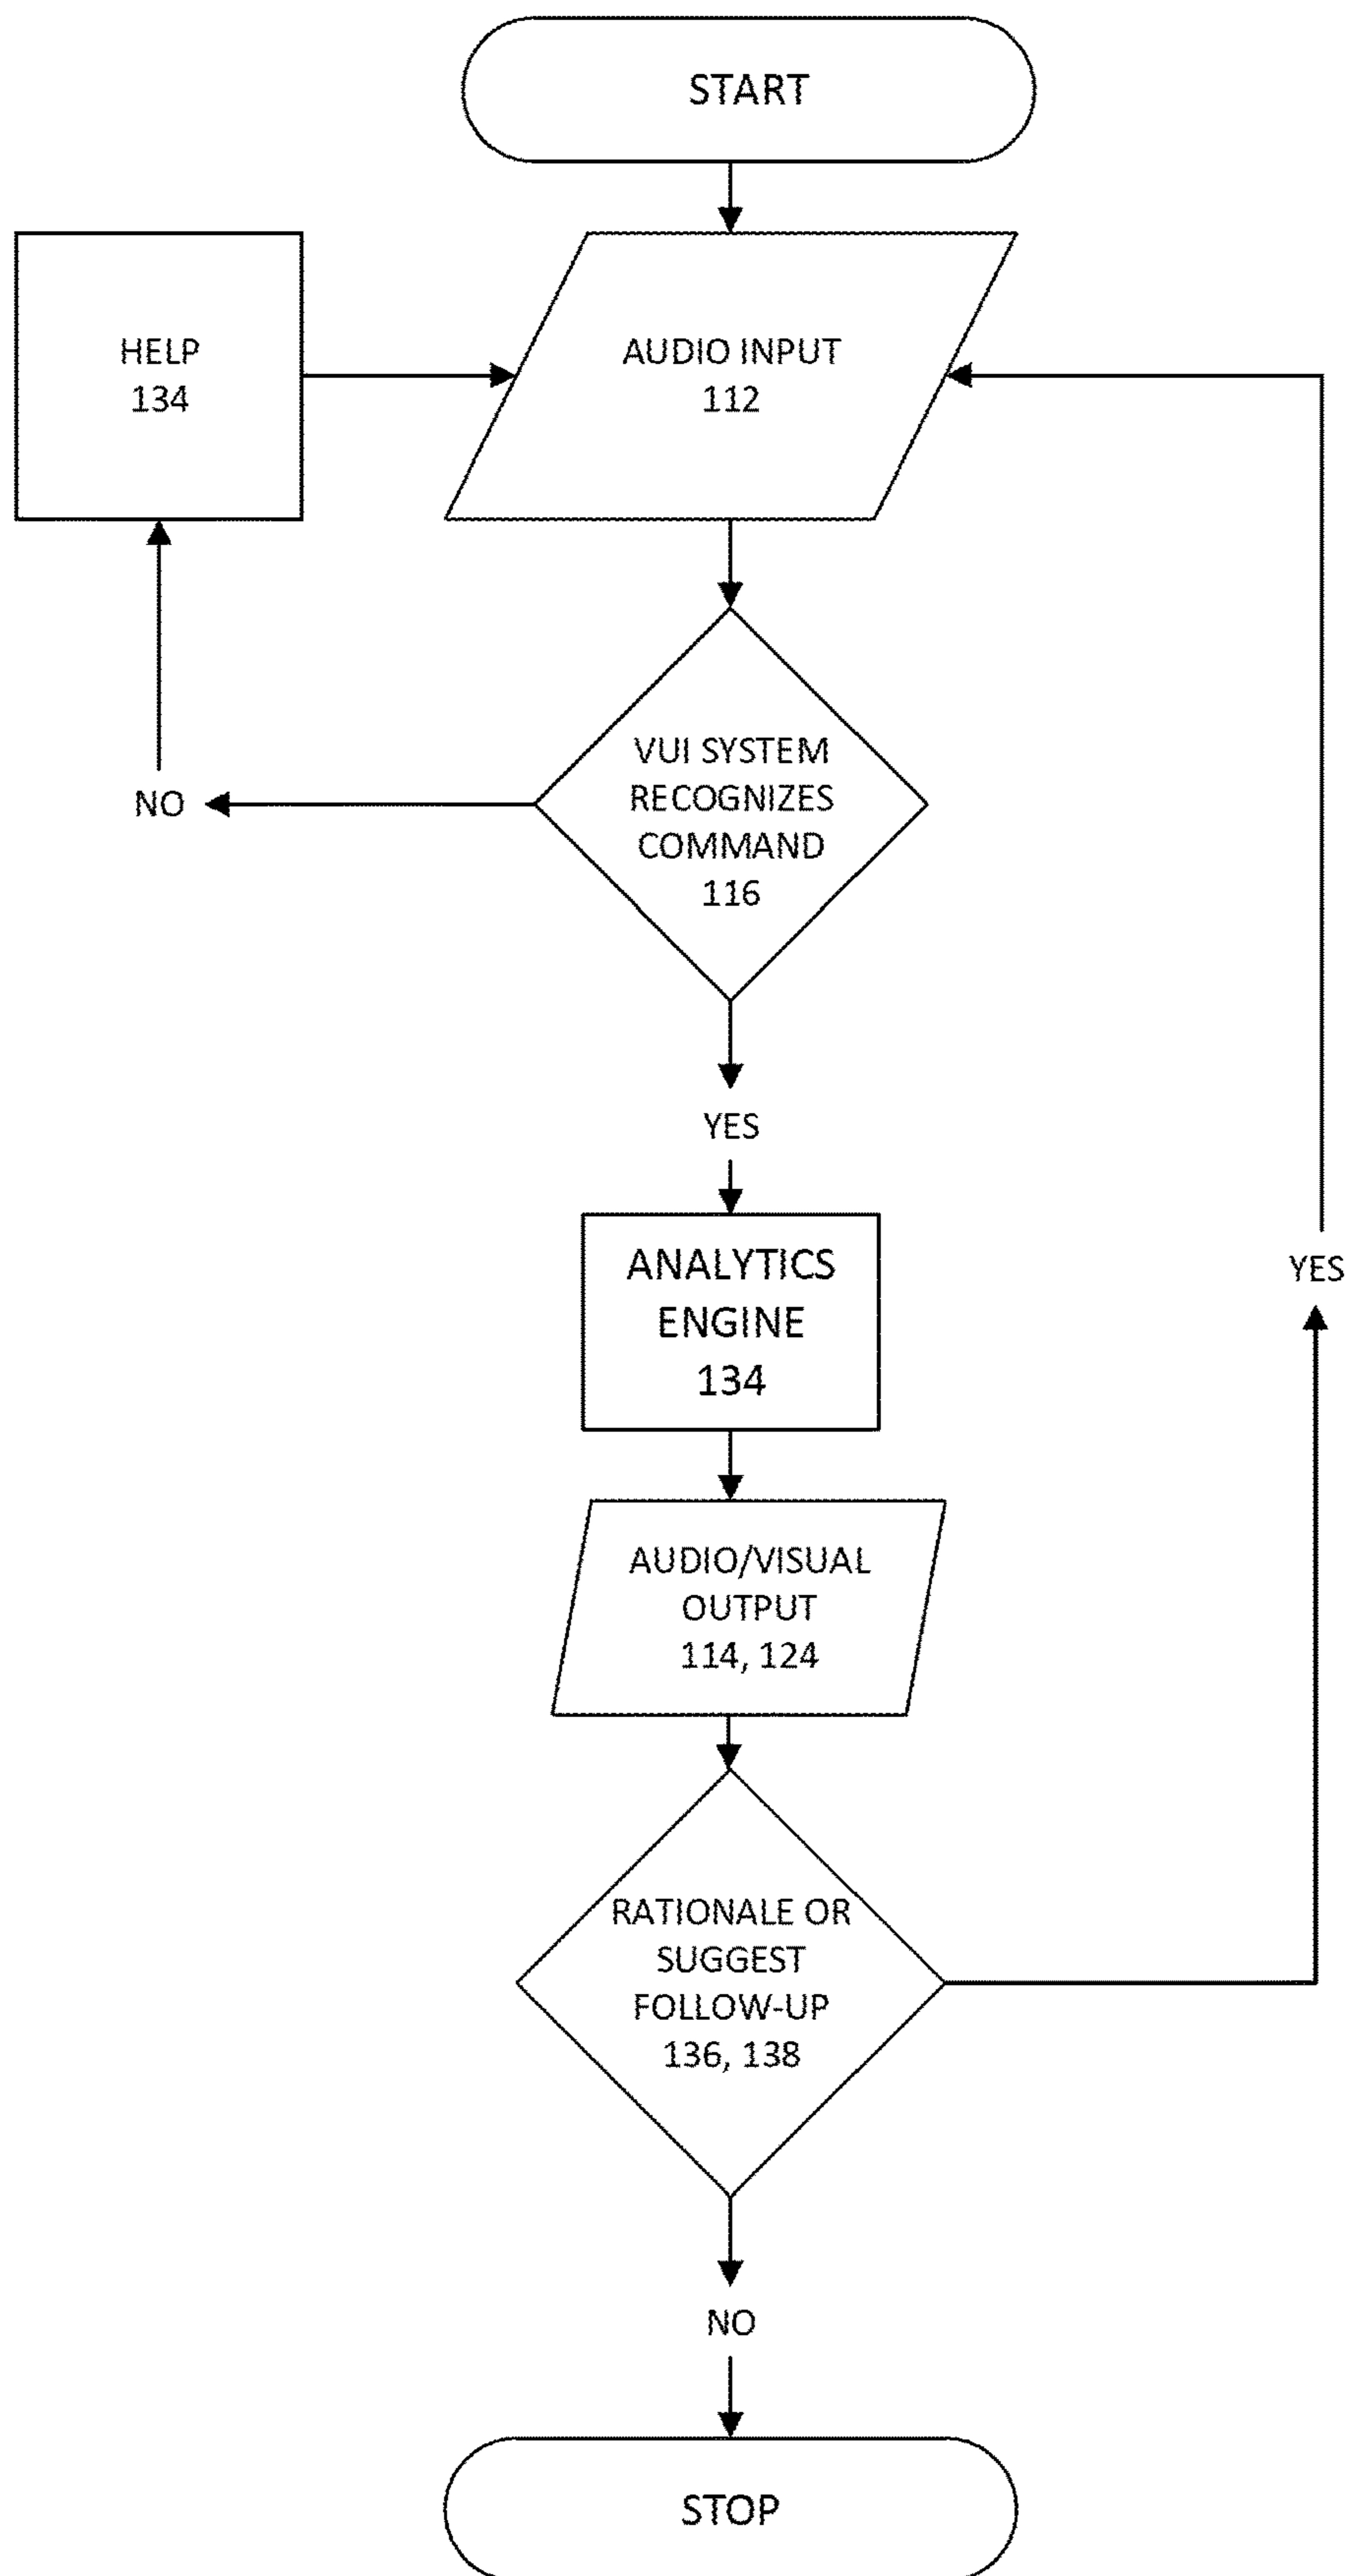 START
HELP
134
AUDIO INPUT
112
VUI SYSTEM
RECOGNIZES
COMMAND
116
NO
YES
ANALYTICS
ENGINE
134
YES
AUDIO/VISUAL
OUTPUT
114, 124
RATIONALE OR
SUGGEST
FOLLOW-UP
136, 138
NO
STOP